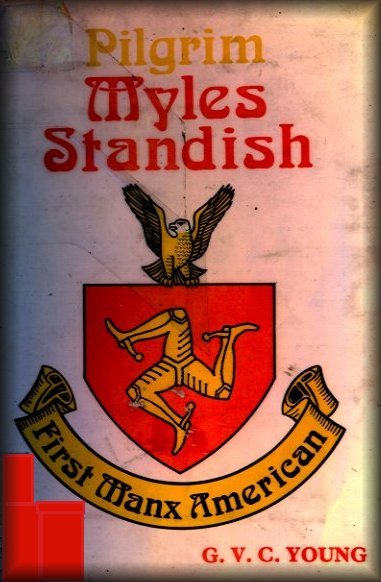 Pilgrim
Myles
Standish
First Manx American
G. V. C. YOUNG